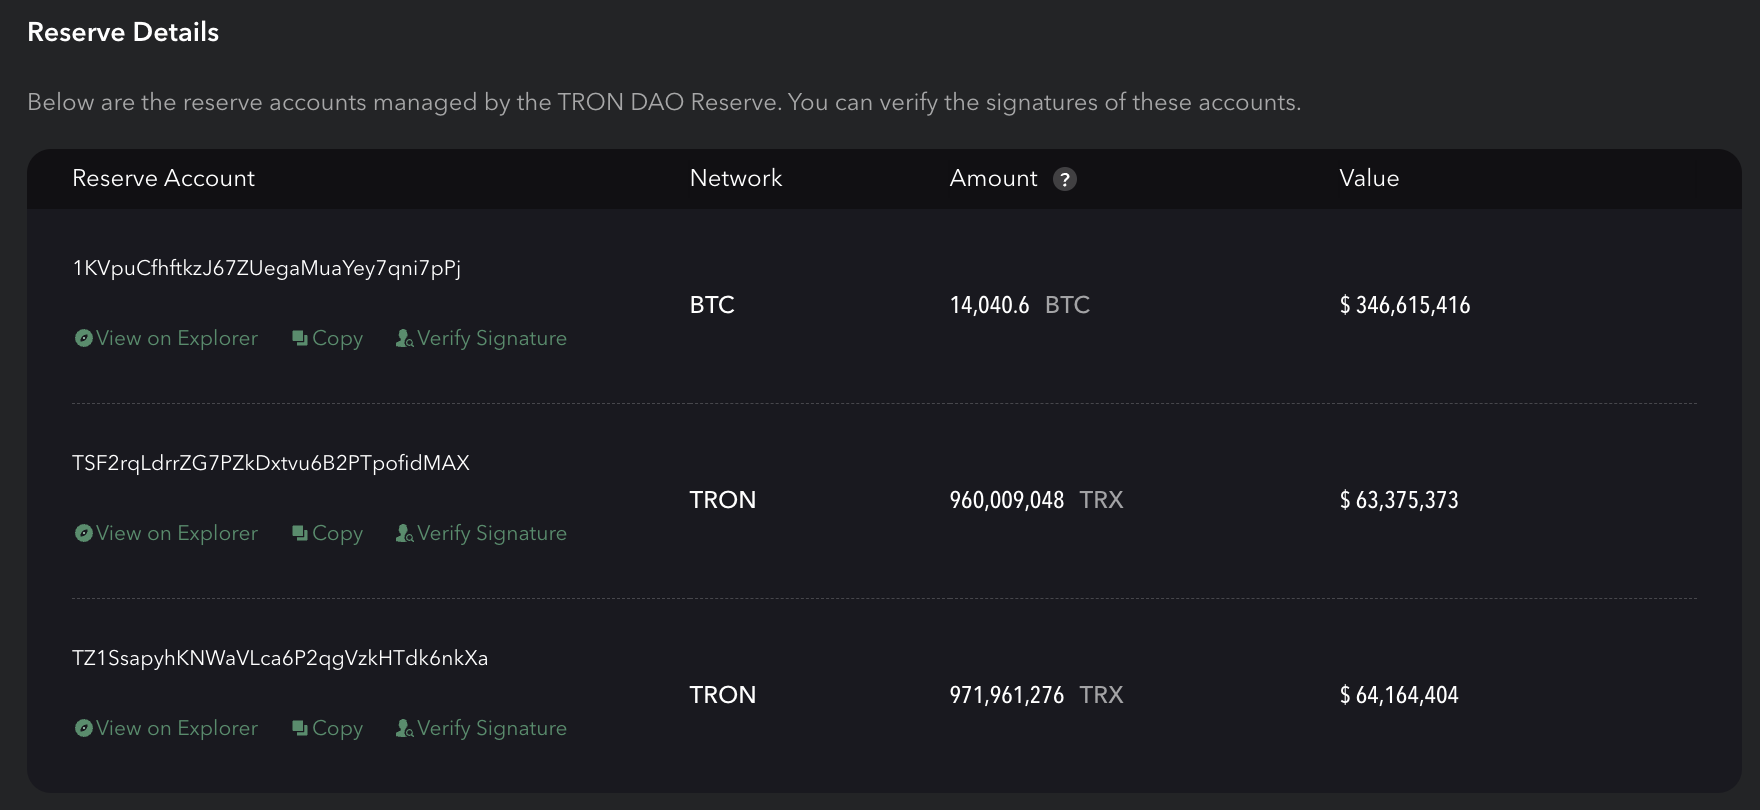 Reserve Details
Below are the reserve accounts managed by the TRON DAO Reserve. You can verify the signatures of these accounts.
Reserve Account Network Amount ? Value
1KVpuCfhftkzJ67ZUegaMuaYey7qni7pPj
BTC 14,040.6 BTC $ 346,615,416
View on Explorer Copy Verify Signature
TSF2rqLdrrZG7PZkDxtvu6B2PTpofidMAX
TRON 960,009,048 TRX $ 63,375,373
View on Explorer Copy Verify Signature
TZ1SsapyhKNWaVLca6P2qgVzkHTdk6nkXa
TRON 971,961,276 TRX $ 64,164,404
View on Explorer Copy Verify Signature